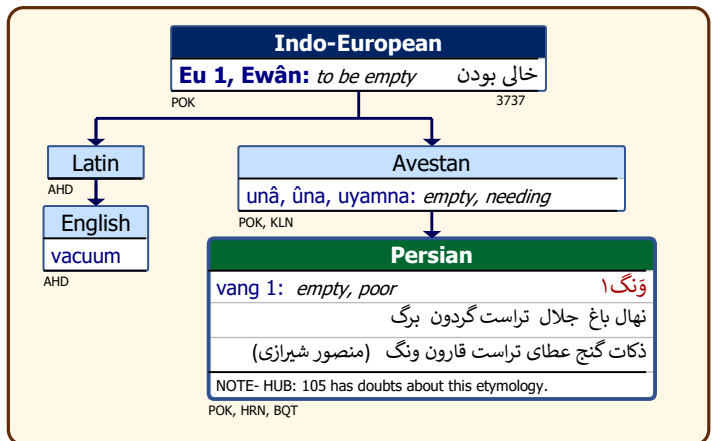 Indo-European
Eu 1, Ewân: to be empty خالی بودن
POK 3737
Latin
AHD
English
vacuum
AHD
Avestan
unâ, ûna, uyamna: empty, needing
POK, KLN
Persian
vang 1: empty, poor وَنگ۱
نهال باغ جلال تراست گردون برگ
ذکات گنج عطای تراست قارون ونگ (منصور شیرازی)
NOTE- HUB: 105 has doubts about this etymology.
POK, HRN, BQT